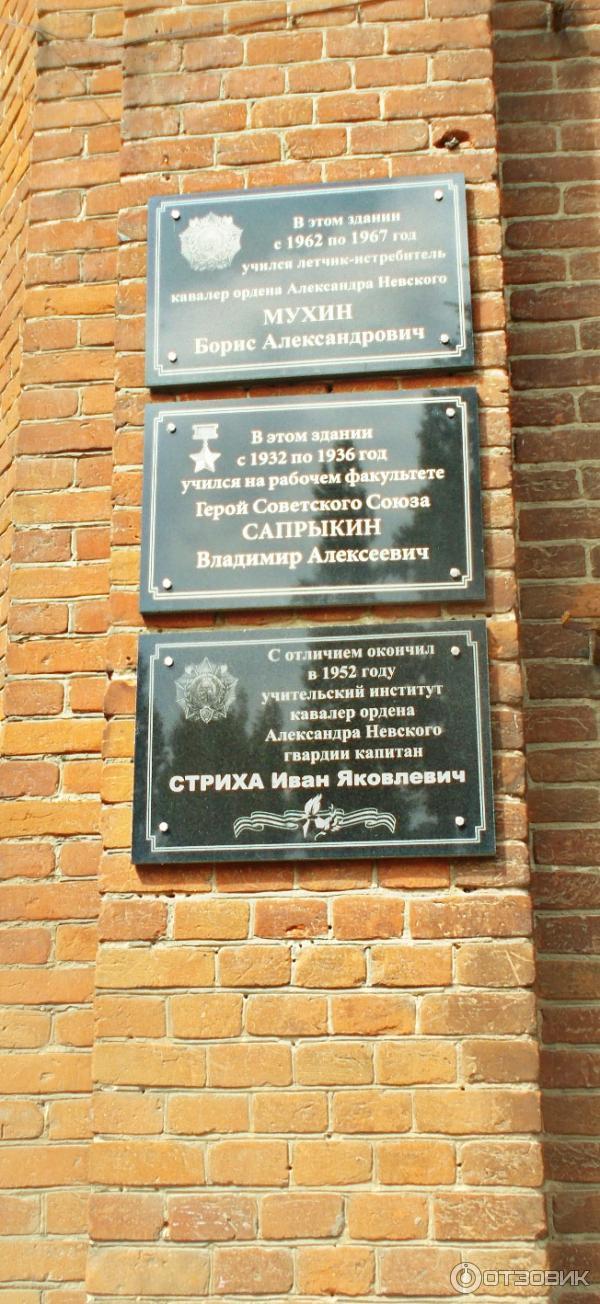 В этом здании
с 1962 по 1967 год
учился летчик-истребитель
кавалер ордена Александра Невского
МУХИН
Борис Александрович
В этом здании
с 1932 по 1936 год
учился на рабочем факультете
Герой Советского Союза
САПРЫКИН
Владимир Алексеевич
С отличием окончил
в 1952 году
учительский институт
кавалер ордена
Александра Невского
гвардии капитан
СТРИХА Иван Яковлевич
ОТЗОВИК